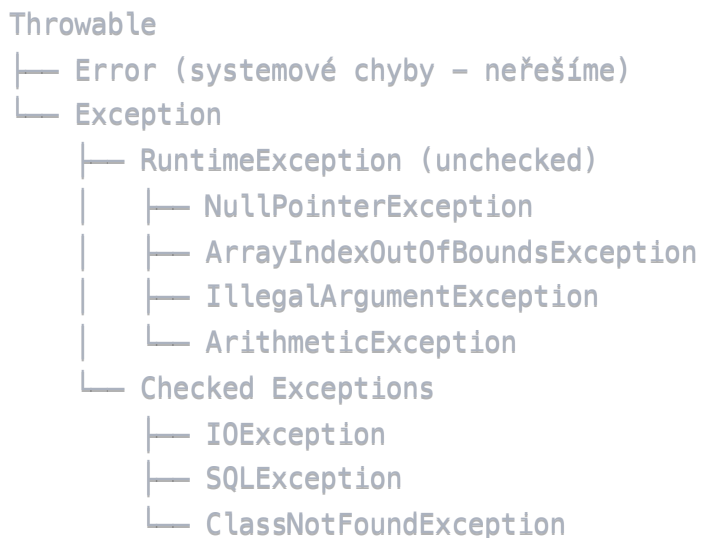 Throwable
├── Error (systemové chyby – neřešíme)
└── Exception
    ├── RuntimeException (unchecked)
    │   ├── NullPointerException
    │   ├── ArrayIndexOutOfBoundsException
    │   ├── IllegalArgumentException
    │   └── ArithmeticException
    └── Checked Exceptions
        ├── IOException
        ├── SQLException
        └── ClassNotFoundException